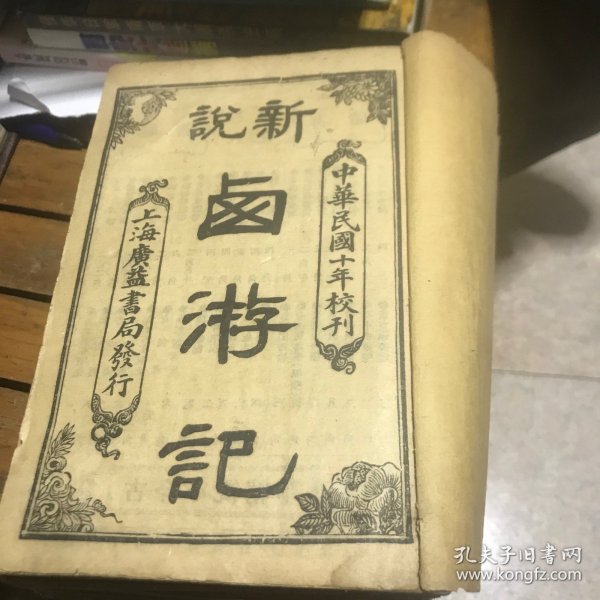 中華民國十年校刊
新說
卥游記
上海廣益書局發行
孔夫子旧书网
www.kongfz.com